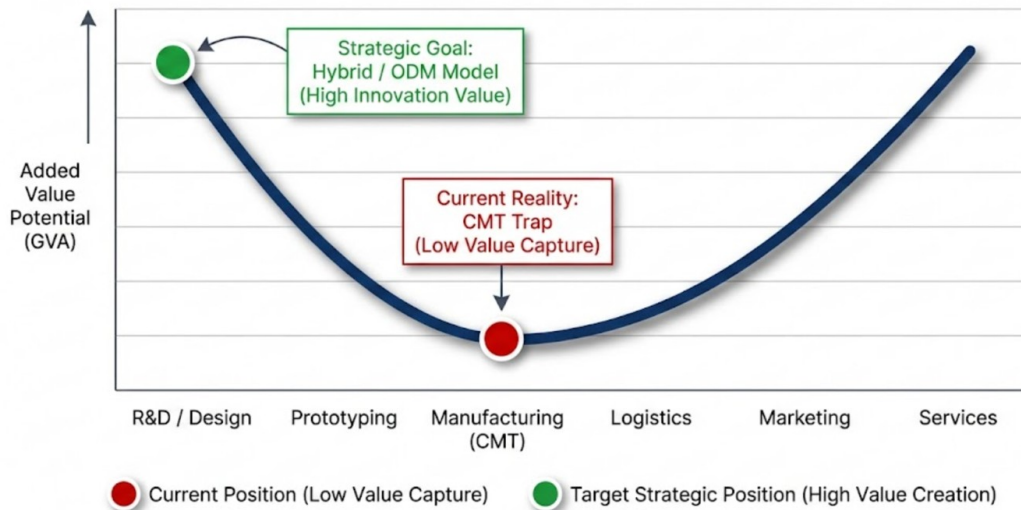 Strategic Goal:
Hybrid / ODM Model
(High Innovation Value)
Added
Value
Potential
(GVA)
Current Reality:
CMT Trap
(Low Value Capture)
R&D / Design
Prototyping
Manufacturing
(CMT)
Logistics
Marketing
Services
Current Position (Low Value Capture)
Target Strategic Position (High Value Creation)